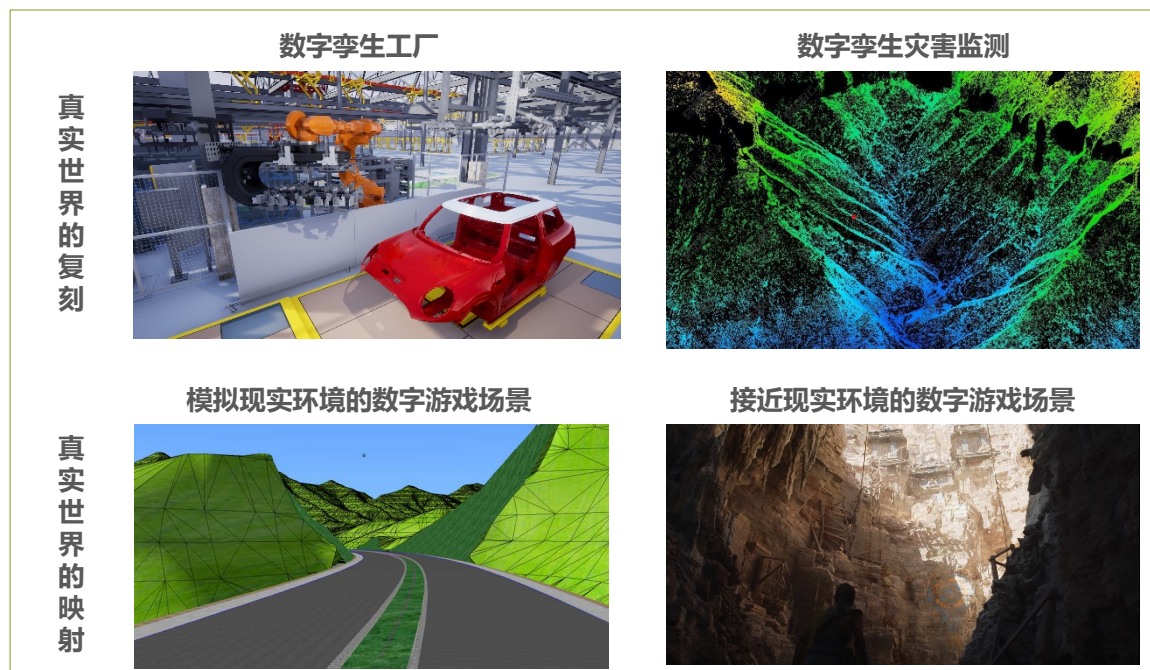 数字孪生工厂
数字孪生灾害监测
真实世界的复刻
模拟现实环境的数字游戏场景
接近现实环境的数字游戏场景
真实世界的映射